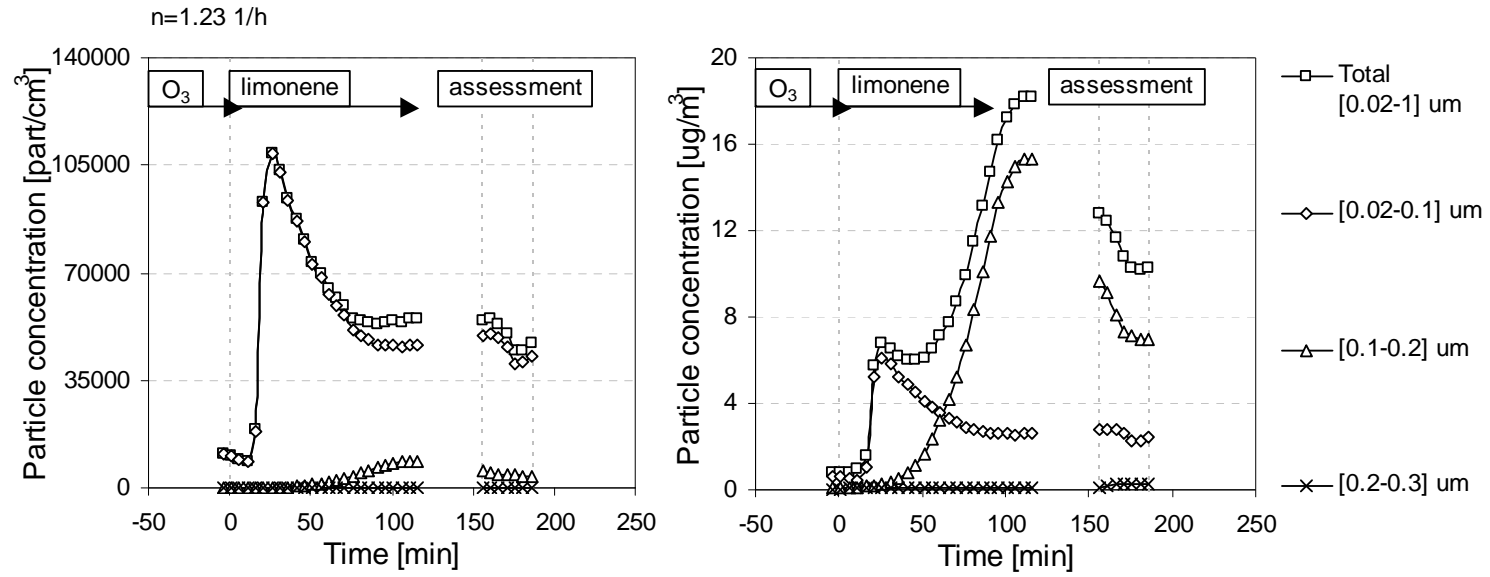 n=1.23 1/h
Particle concentration [part/cm³]
140000
105000
70000
35000
0
O₃
limonene
assessment
-50
0
50
100
150
200
250
Time [min]
Particle concentration [ug/m³]
20
16
12
8
4
0
O₃
limonene
assessment
-50
0
50
100
150
200
250
Time [min]
Total
[0.02-1] um
[0.02-0.1] um
[0.1-0.2] um
[0.2-0.3] um